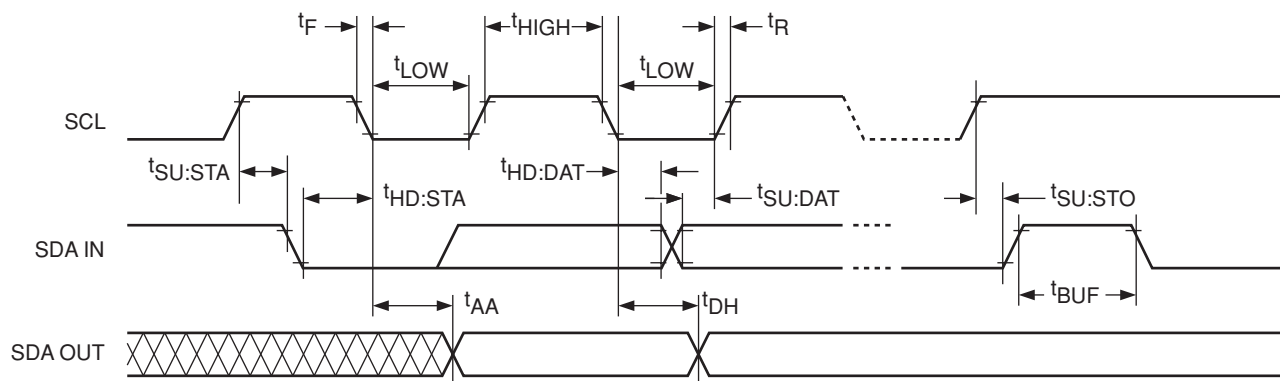 tF
tHIGH
tR
tLOW
tLOW
SCL
tSU:STA
tHD:STA
tHD:DAT
tSU:DAT
tSU:STO
SDA IN
tAA
tDH
tBUF
SDA OUT